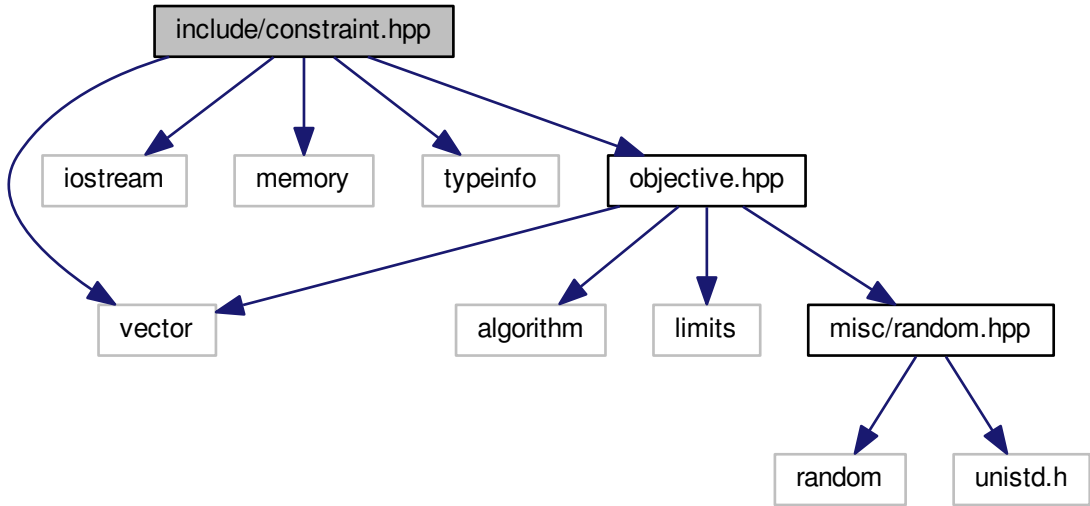 include/constraint.hpp
iostream
memory
typeinfo
objective.hpp
vector
algorithm
limits
misc/random.hpp
random
unistd.h